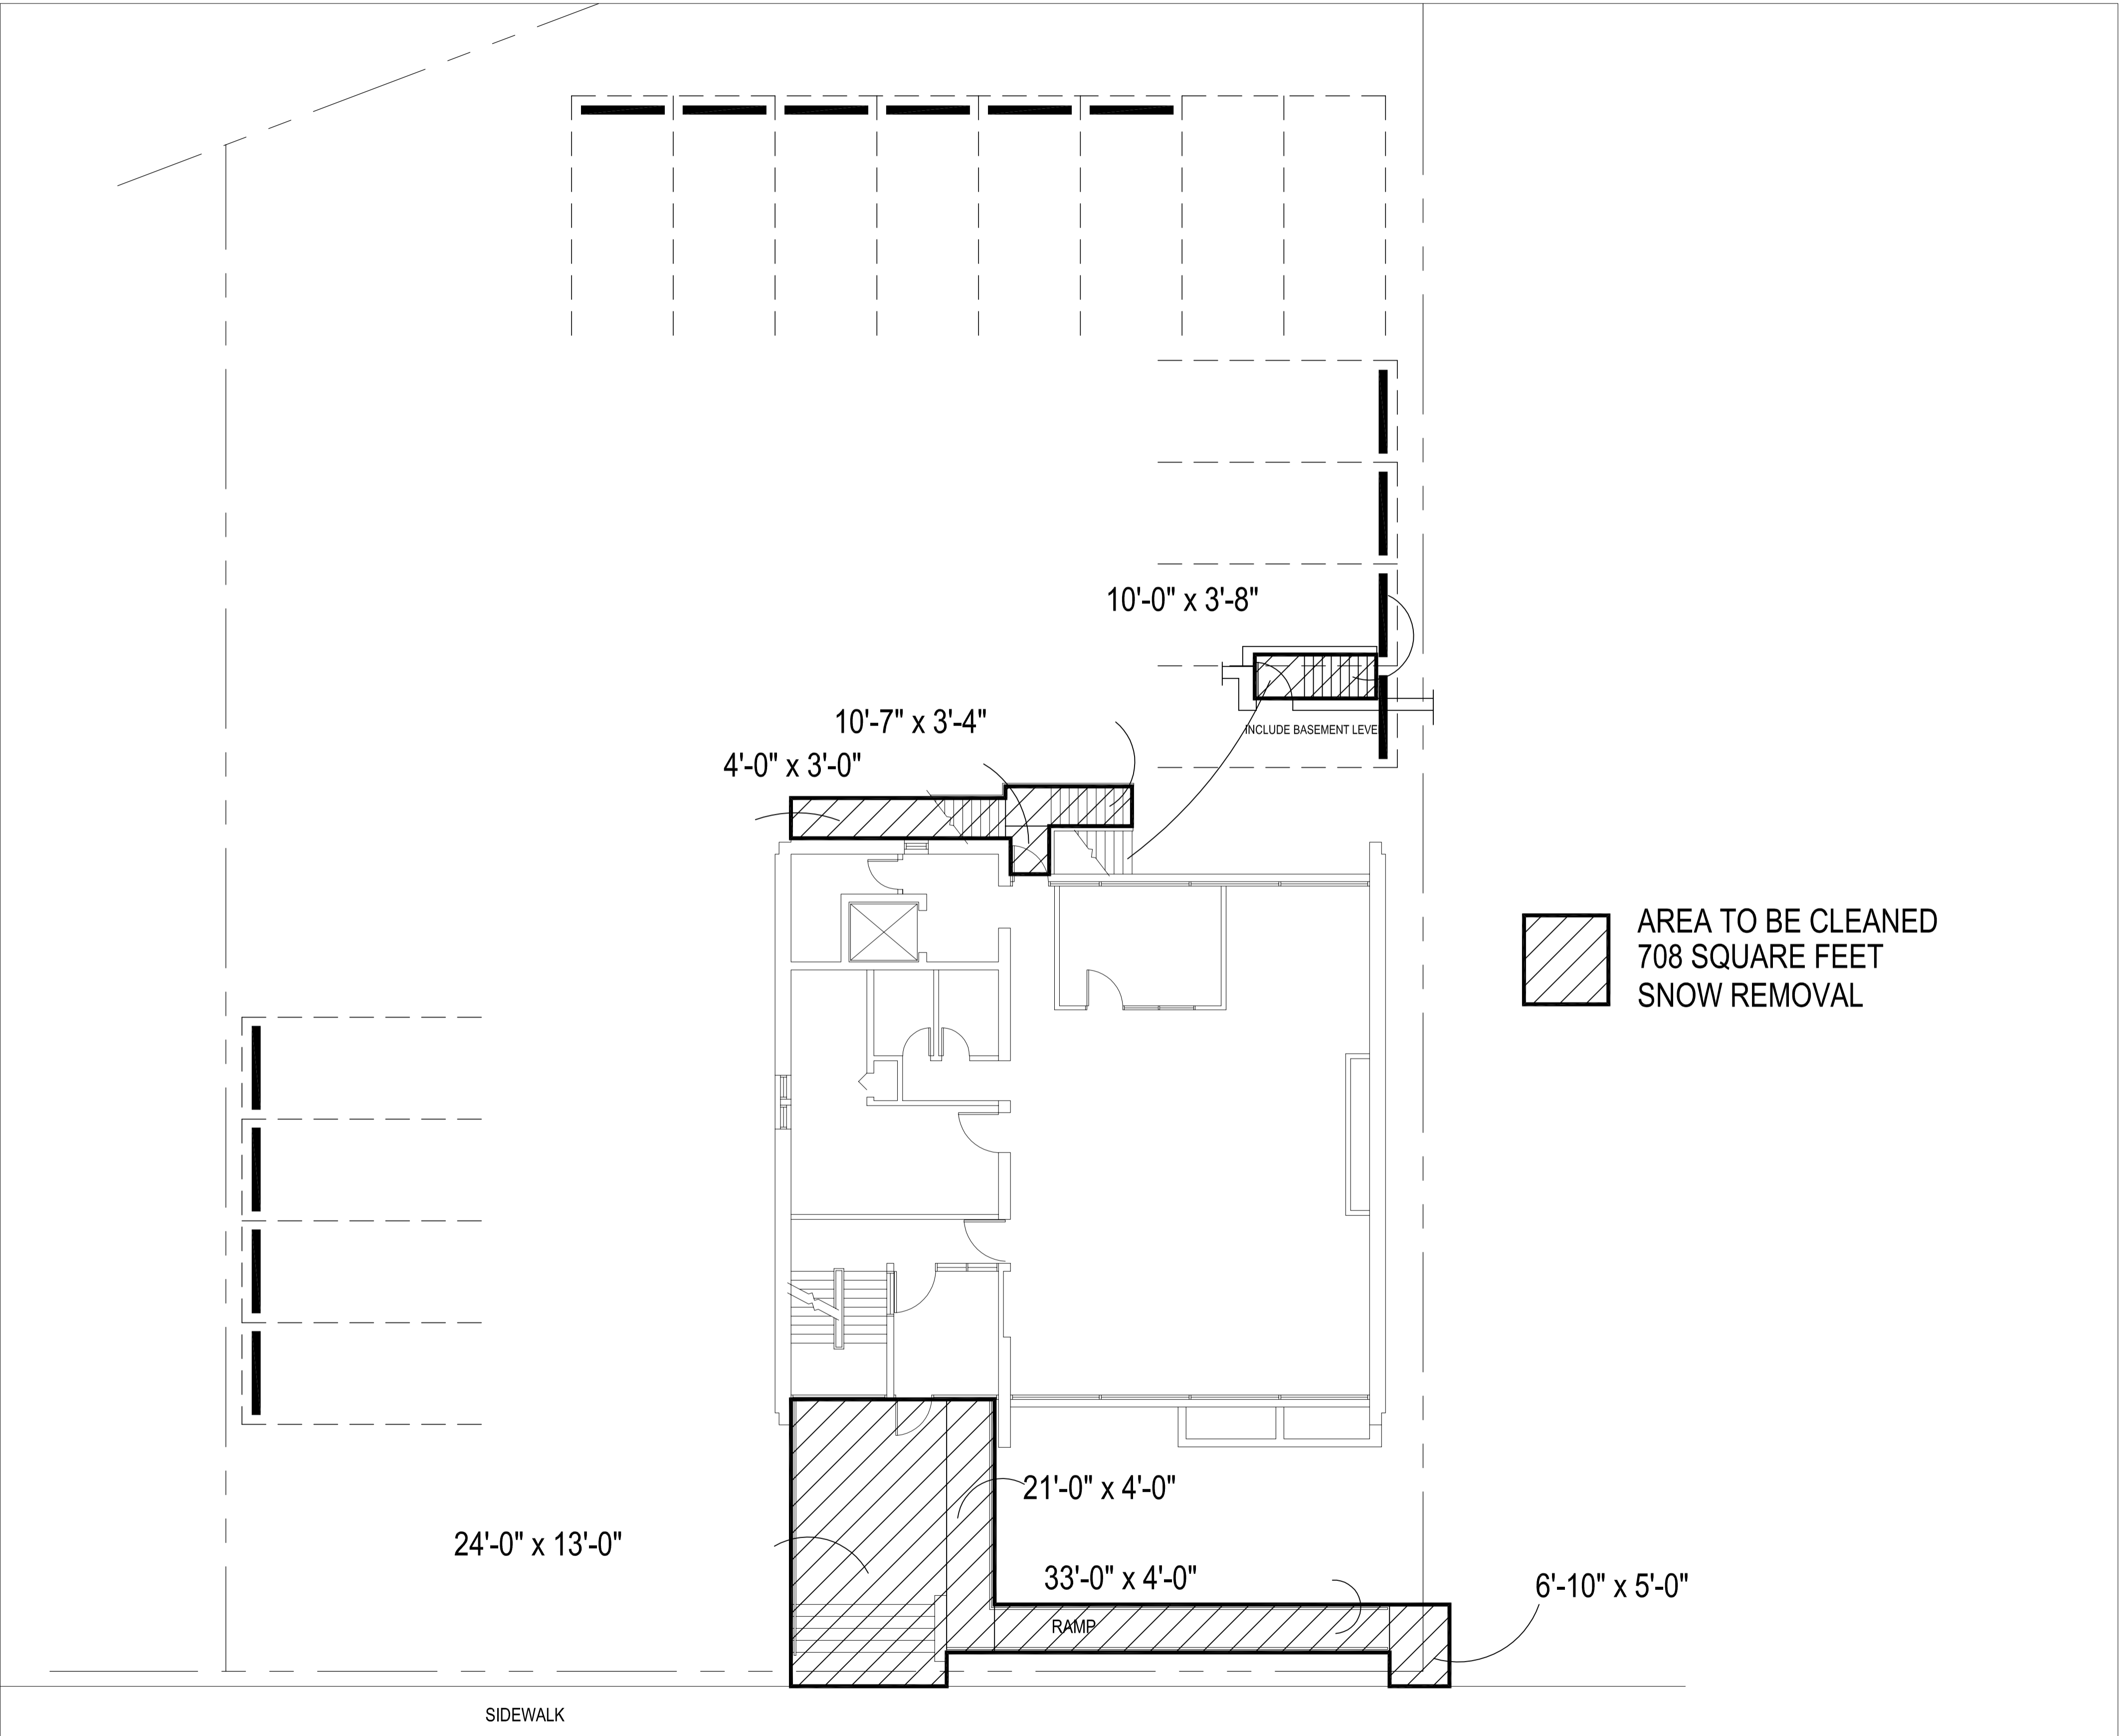 10'-0" x 3'-8"
10'-7" x 3'-4"
INCLUDE BASEMENT LEVE
4'-0" x 3'-0"
AREA TO BE CLEANED
708 SQUARE FEET
SNOW REMOVAL
21'-0" x 4'-0"
24'-0" x 13'-0"
33'-0" x 4'-0"
6'-10" x 5'-0"
RAMP
SIDEWALK